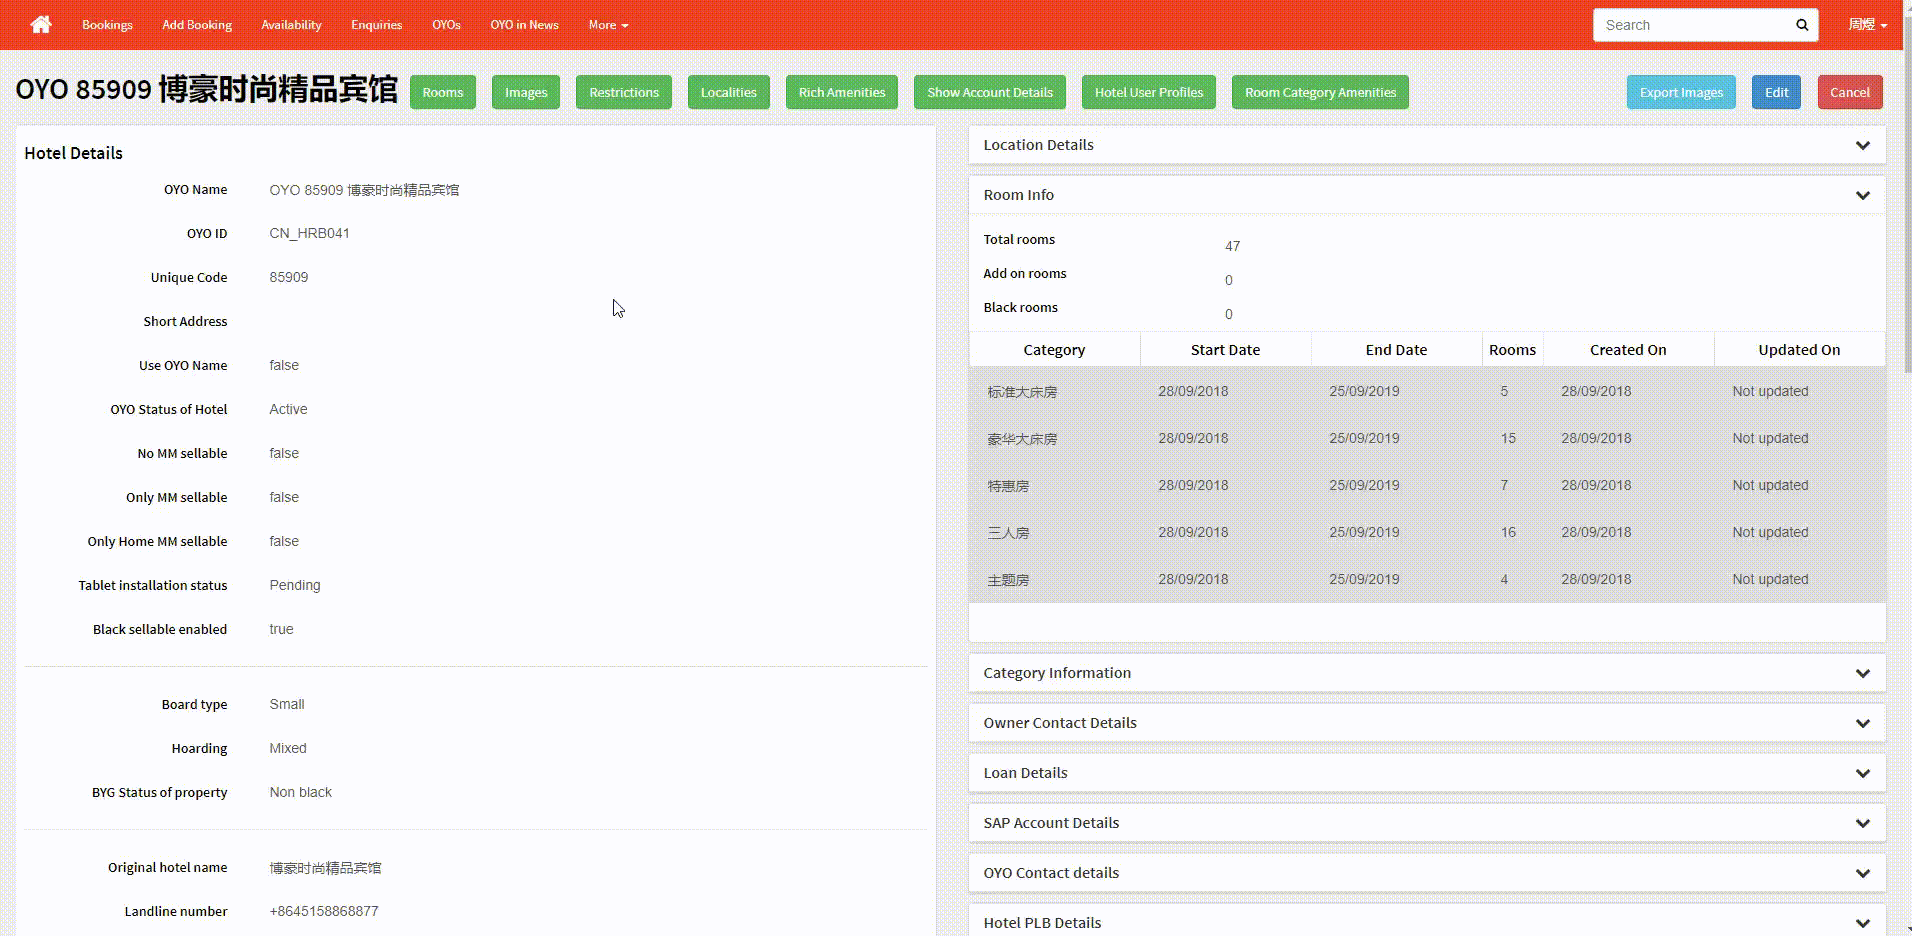 Bookings Add Booking Availability Enquiries OYOs OYO in News More Search 周煜
OYO 85909 博豪时尚精品宾馆 Rooms Images Restrictions Localities Rich Amenities Show Account Details Hotel User Profiles Room Category Amenities Export Images Edit Cancel
Hotel Details
OYO Name OYO 85909 博豪时尚精品宾馆
OYO ID CN_HRB041
Unique Code 85909
Short Address
Use OYO Name false
OYO Status of Hotel Active
No MM sellable false
Only MM sellable false
Only Home MM sellable false
Tablet installation status Pending
Black sellable enabled true
Board type Small
Hoarding Mixed
BYG Status of property Non black
Original hotel name 博豪时尚精品宾馆
Landline number +8645158868877
Location Details
Room Info
Total rooms 47
Add on rooms 0
Black rooms 0
Category Start Date End Date Rooms Created On Updated On
标准大床房 28/09/2018 25/09/2019 5 28/09/2018 Not updated
豪华大床房 28/09/2018 25/09/2019 15 28/09/2018 Not updated
特惠房 28/09/2018 25/09/2019 7 28/09/2018 Not updated
三人房 28/09/2018 25/09/2019 16 28/09/2018 Not updated
主题房 28/09/2018 25/09/2019 4 28/09/2018 Not updated
Category Information
Owner Contact Details
Loan Details
SAP Account Details
OYO Contact details
Hotel PLB Details